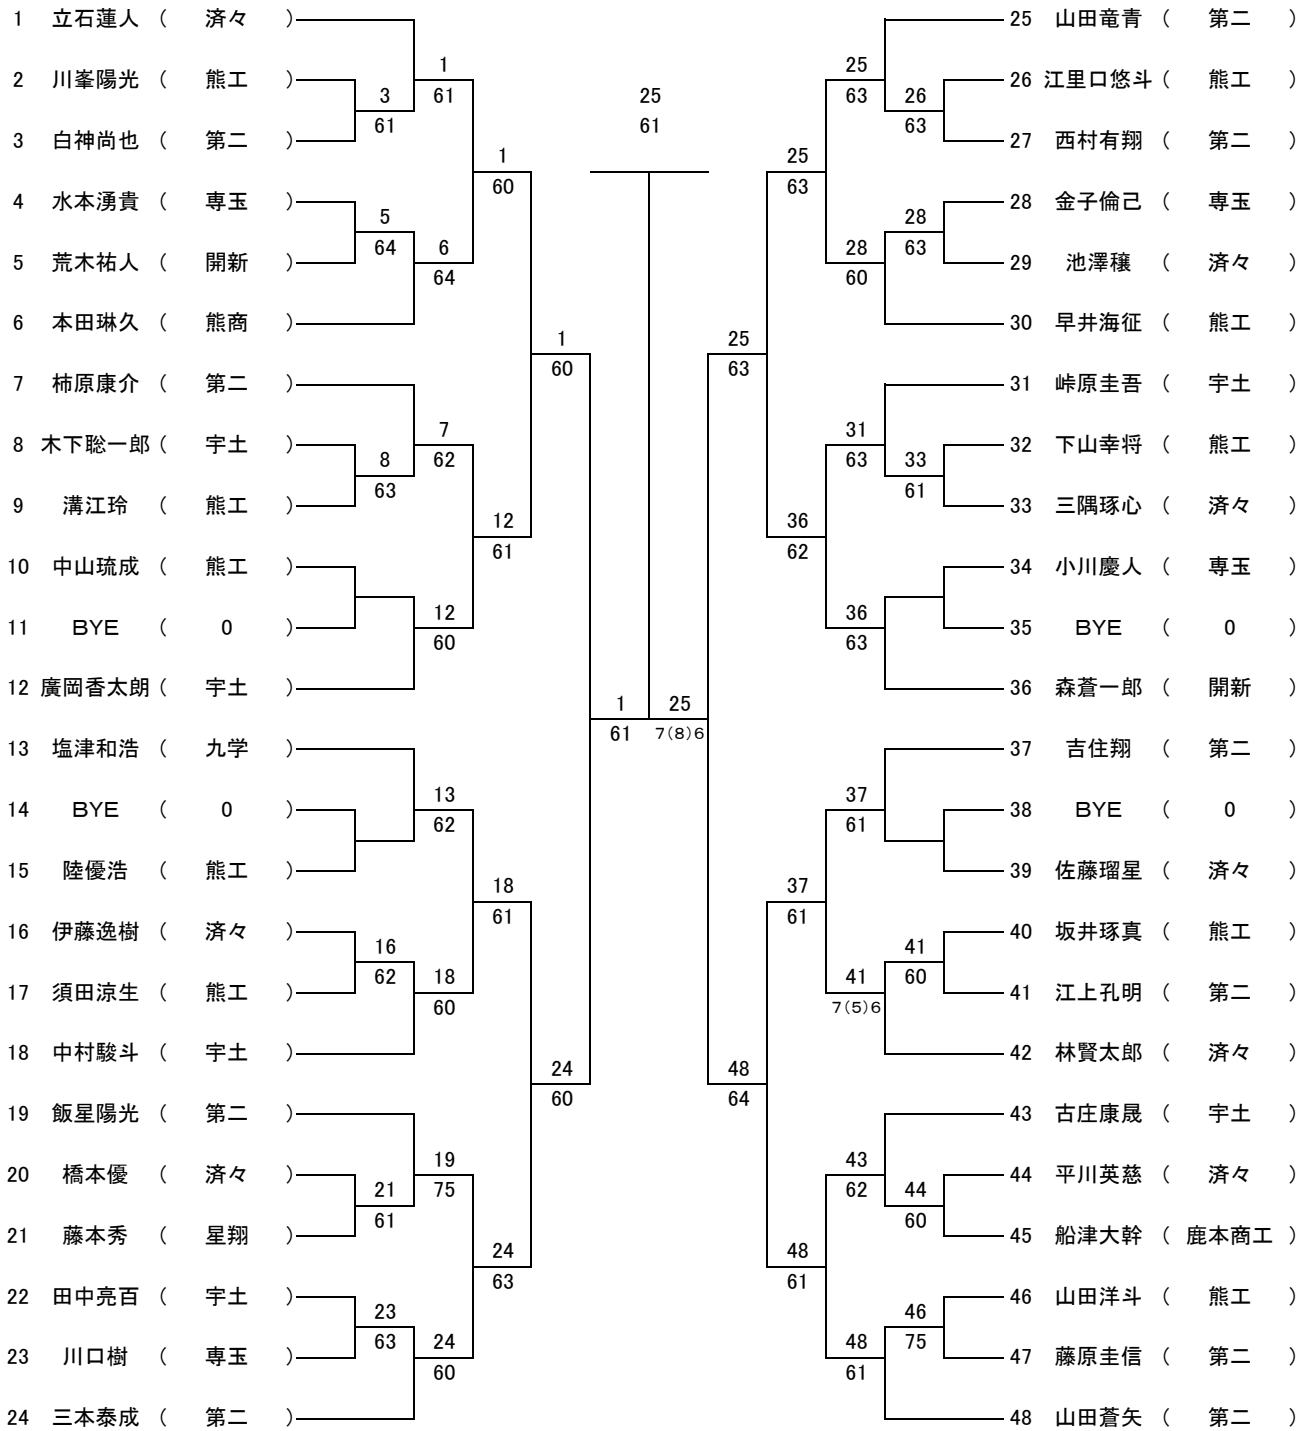 1 立石蓮人 ( 済々 )
2 川峯陽光 ( 熊工 )
3 白神尚也 ( 第二 )
4 水本湧貴 ( 専玉 )
5 荒木祐人 ( 開新 )
6 本田琳久 ( 熊商 )
7 柿原康介 ( 第二 )
8 木下聡一郎 ( 宇土 )
9 溝江玲 ( 熊工 )
10 中山琉成 ( 熊工 )
11 BYE ( 0 )
12 廣岡香太朗 ( 宇土 )
13 塩津和浩 ( 九学 )
14 BYE ( 0 )
15 陸優浩 ( 熊工 )
16 伊藤逸樹 ( 済々 )
17 須田涼生 ( 熊工 )
18 中村駿斗 ( 宇土 )
19 飯星陽光 ( 第二 )
20 橋本優 ( 済々 )
21 藤本秀 ( 星翔 )
22 田中亮百 ( 宇土 )
23 川口樹 ( 専玉 )
24 三本泰成 ( 第二 )
3
61
5
64
8
63
16
62
21
61
23
63
1
61
6
64
7
62
12
60
13
62
18
60
19
75
24
60
1
60
12
61
18
61
24
63
1
60
24
60
1
61
25
61
25
7(8)6
25
63
48
64
25
63
36
62
37
61
48
61
25
63
28
60
31
63
36
63
37
61
41
7(5)6
43
62
48
61
26
63
28
63
33
61
41
60
44
60
46
75
25 山田竜青 ( 第二 )
26 江里口悠斗 ( 熊工 )
27 西村有翔 ( 第二 )
28 金子倫己 ( 専玉 )
29 池澤穣 ( 済々 )
30 早井海征 ( 熊工 )
31 峠原圭吾 ( 宇土 )
32 下山幸将 ( 熊工 )
33 三隅琢心 ( 済々 )
34 小川慶人 ( 専玉 )
35 BYE ( 0 )
36 森蒼一郎 ( 開新 )
37 吉住翔 ( 第二 )
38 BYE ( 0 )
39 佐藤瑠星 ( 済々 )
40 坂井琢真 ( 熊工 )
41 江上孔明 ( 第二 )
42 林賢太郎 ( 済々 )
43 古庄康晟 ( 宇土 )
44 平川英慈 ( 済々 )
45 船津大幹 ( 鹿本商工 )
46 山田洋斗 ( 熊工 )
47 藤原圭信 ( 第二 )
48 山田蒼矢 ( 第二 )